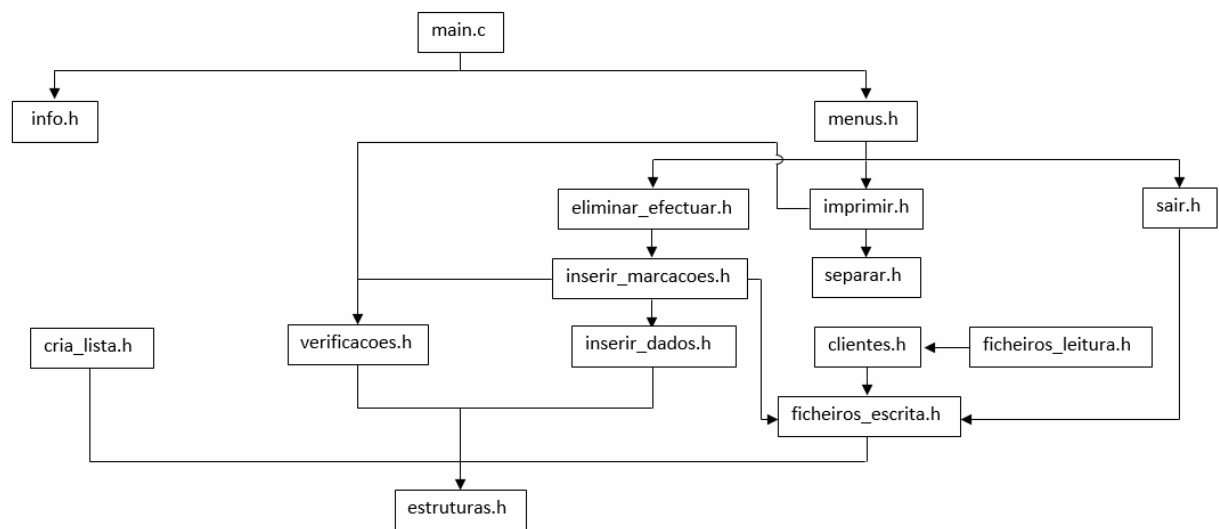 main.c
info.h
menus.h
eliminar_efectuar.h
imprimir.h
sair.h
inserir_marcacoes.h
separar.h
cria_lista.h
verificacoes.h
inserir_dados.h
clientes.h
ficheiros_leitura.h
ficheiros_escrita.h
estruturas.h